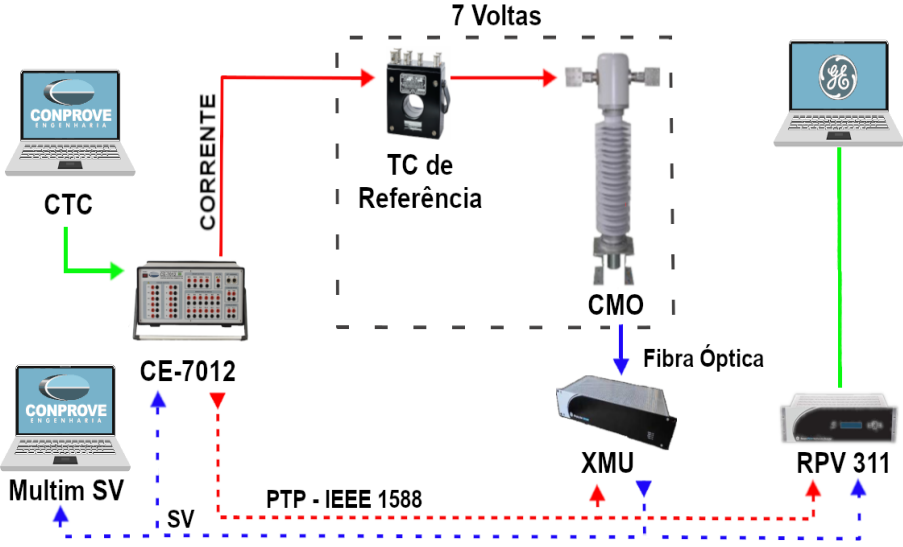 7 Voltas
CONPROVE
ENGENHARIA
CTC
CORRENTE
TC de
Referência
CMO
GE
CE-7012
Fibra Óptica
CONPROVE
ENGENHARIA
Multim SV
XMU
RPV 311
PTP - IEEE 1588
SV